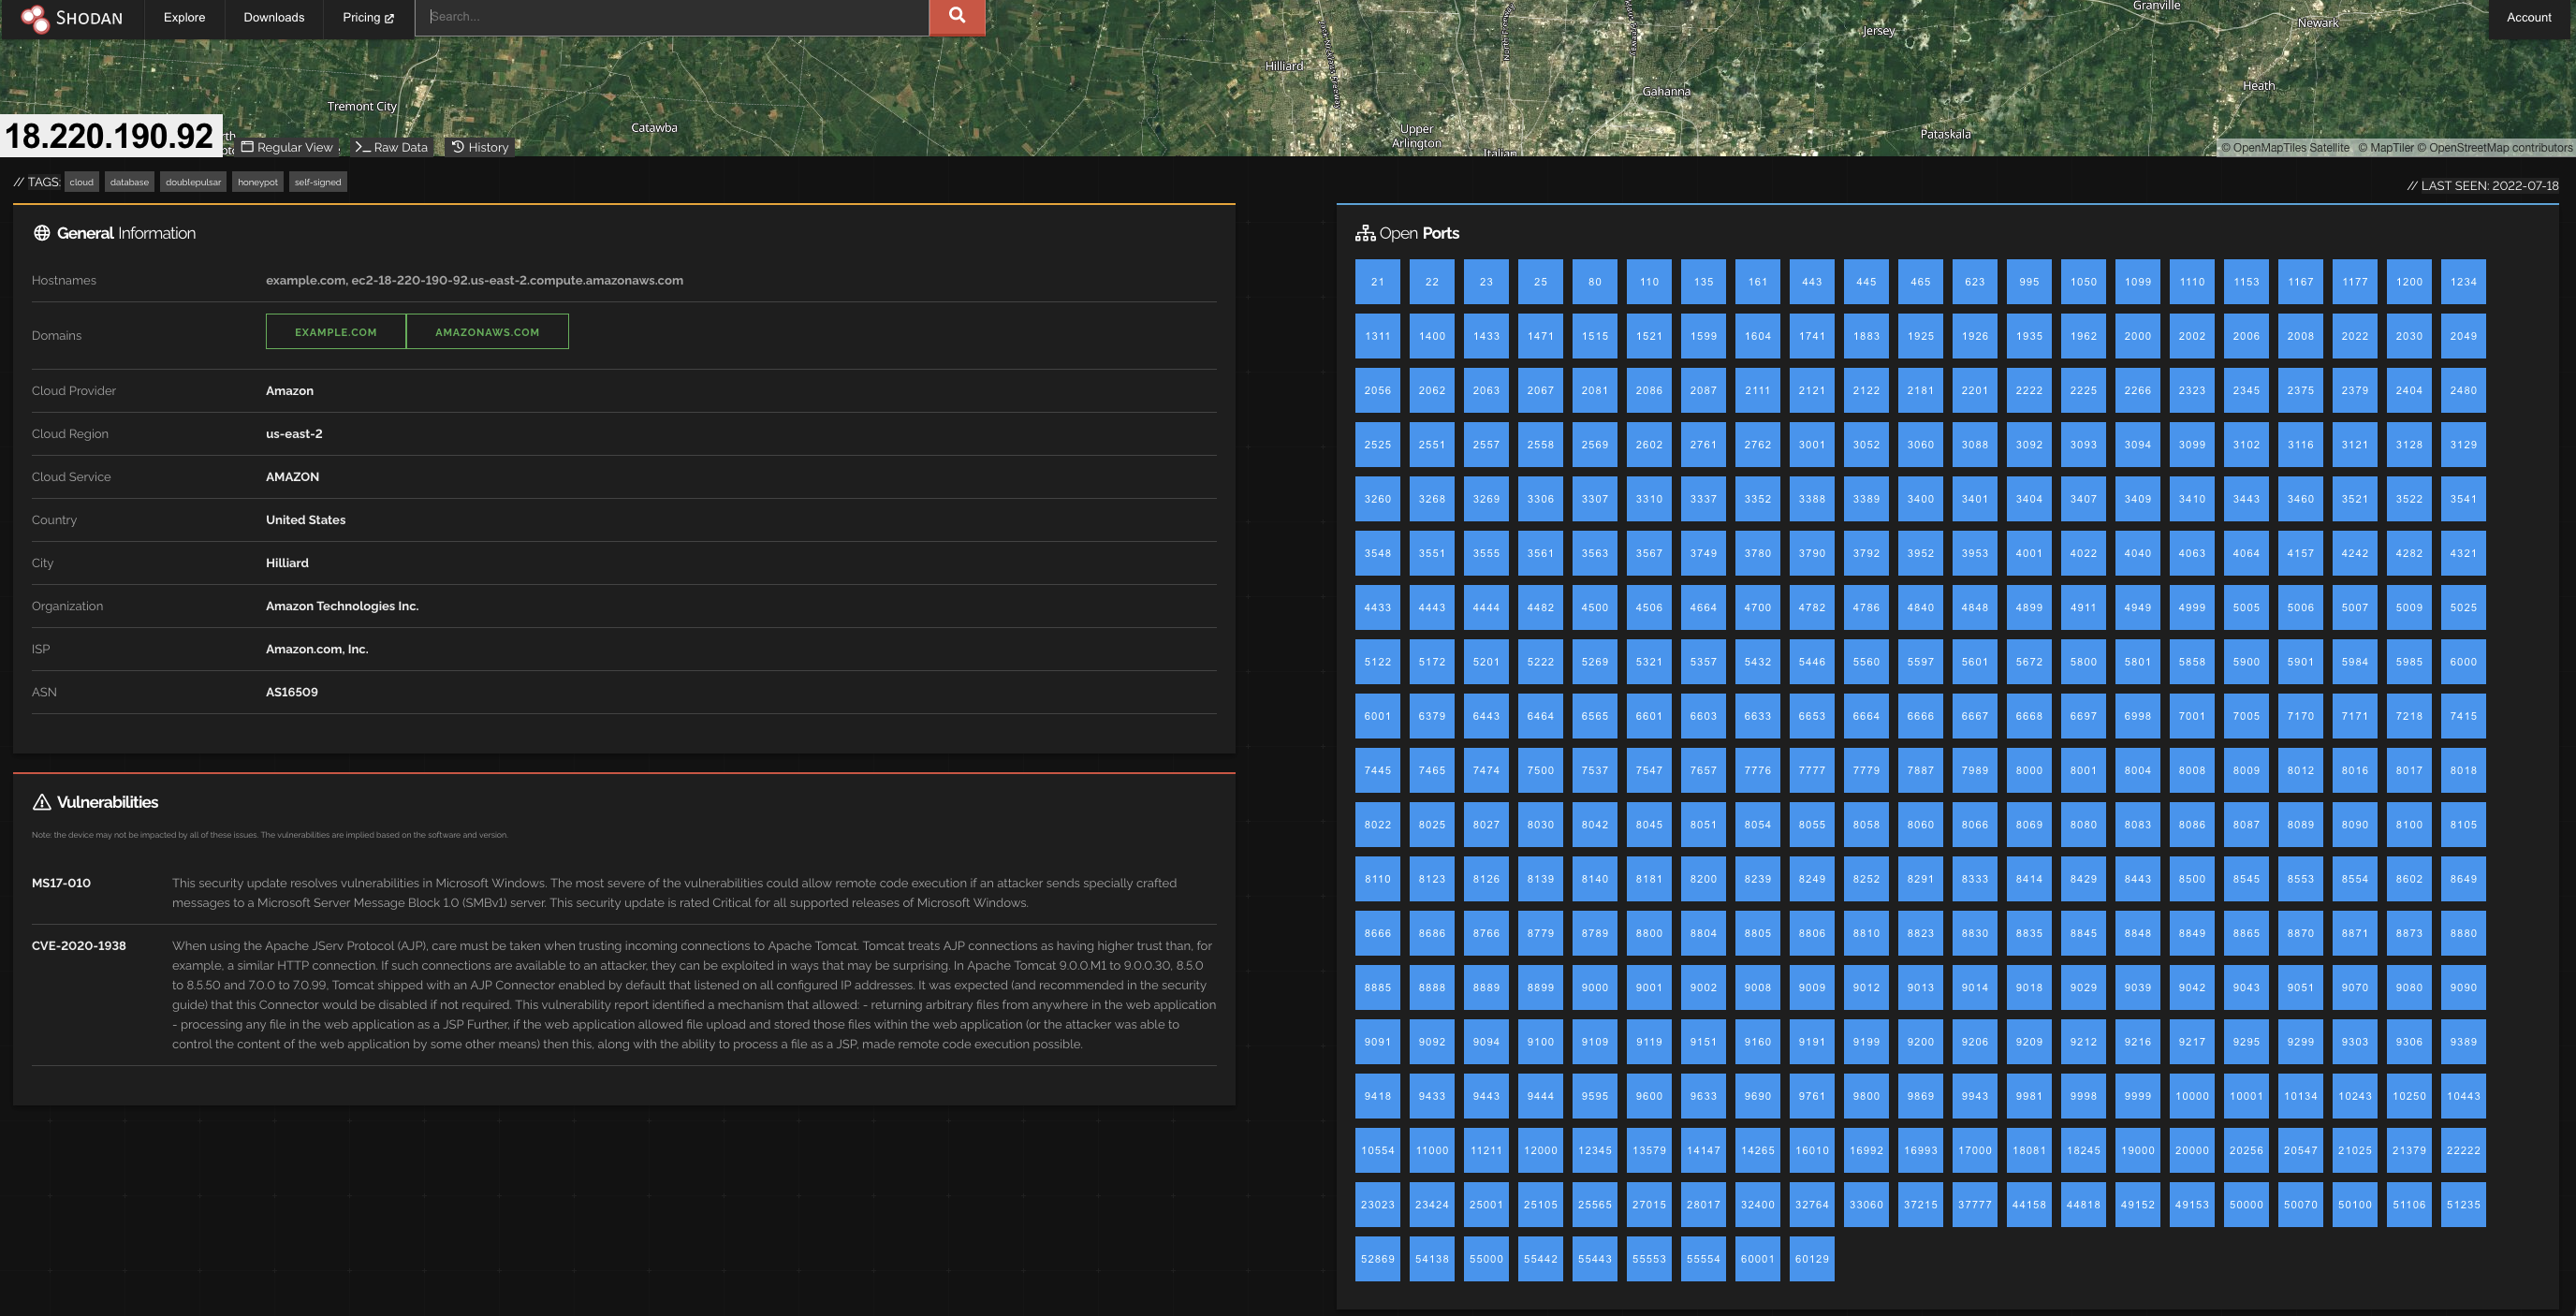 SHODAN
Explore
Downloads
Pricing
Search...
Account
Granville
Newark
Jersey
Hilliard
Gahanna
Heath
Tremont City
Catawba
Upper
Arlington
Pataskala
Italian
18.220.190.92
Regular View
Raw Data
History
© OpenMapTiles Satellite © MapTiler © OpenStreetMap contributors
// TAGS: cloud database doublepulsar honeypot self-signed
// LAST SEEN: 2022-07-18
General Information
Hostnames example.com, ec2-18-220-190-92.us-east-2.compute.amazonaws.com
Domains EXAMPLE.COM AMAZONAWS.COM
Cloud Provider Amazon
Cloud Region us-east-2
Cloud Service AMAZON
Country United States
City Hilliard
Organization Amazon Technologies Inc.
ISP Amazon.com, Inc.
ASN AS16509
Vulnerabilities
Note: the device may not be impacted by all of these issues. The vulnerabilities are implied based on the software and version.
MS17-010 This security update resolves vulnerabilities in Microsoft Windows. The most severe of the vulnerabilities could allow remote code execution if an attacker sends specially crafted
messages to a Microsoft Server Message Block 1.0 (SMBv1) server. This security update is rated Critical for all supported releases of Microsoft Windows.
CVE-2020-1938 When using the Apache JServ Protocol (AJP), care must be taken when trusting incoming connections to Apache Tomcat. Tomcat treats AJP connections as having higher trust than, for
example, a similar HTTP connection. If such connections are available to an attacker, they can be exploited in ways that may be surprising. In Apache Tomcat 9.0.0.M1 to 9.0.0.30, 8.5.0
to 8.5.50 and 7.0.0 to 7.0.99, Tomcat shipped with an AJP Connector enabled by default that listened on all configured IP addresses. It was expected (and recommended in the security
guide) that this Connector would be disabled if not required. This vulnerability report identified a mechanism that allowed: - returning arbitrary files from anywhere in the web application
- processing any file in the web application as a JSP Further, if the web application allowed file upload and stored those files within the web application (or the attacker was able to
control the content of the web application by some other means) then this, along with the ability to process a file as a JSP, made remote code execution possible.
Open Ports
21 22 23 25 80 110 135 161 443 445 465 623 995 1050 1099 1110 1153 1167 1177 1200 1234
1311 1400 1433 1471 1515 1521 1599 1604 1741 1883 1925 1926 1935 1962 2000 2002 2006 2008 2022 2030 2049
2056 2062 2063 2067 2081 2086 2087 2111 2121 2122 2181 2201 2222 2225 2266 2323 2345 2375 2379 2404 2480
2525 2551 2557 2558 2569 2602 2761 2762 3001 3052 3060 3088 3092 3093 3094 3099 3102 3116 3121 3128 3129
3260 3268 3269 3306 3307 3310 3337 3352 3388 3389 3400 3401 3404 3407 3409 3410 3443 3460 3521 3522 3541
3548 3551 3555 3561 3563 3567 3749 3780 3790 3792 3952 3953 4001 4022 4040 4063 4064 4157 4242 4282 4321
4433 4443 4444 4482 4500 4506 4664 4700 4782 4786 4840 4848 4899 4911 4949 4999 5005 5006 5007 5009 5025
5122 5172 5201 5222 5269 5321 5357 5432 5446 5560 5597 5601 5672 5800 5801 5858 5900 5901 5984 5985 6000
6001 6379 6443 6464 6565 6601 6603 6633 6653 6664 6666 6667 6668 6697 6998 7001 7005 7170 7171 7218 7415
7445 7465 7474 7500 7537 7547 7657 7776 7777 7779 7887 7989 8000 8001 8004 8008 8009 8012 8016 8017 8018
8022 8025 8027 8030 8042 8045 8051 8054 8055 8058 8060 8066 8069 8080 8083 8086 8087 8089 8090 8100 8105
8110 8123 8126 8139 8140 8181 8200 8239 8249 8252 8291 8333 8414 8429 8443 8500 8545 8553 8554 8602 8649
8666 8686 8766 8779 8789 8800 8804 8805 8806 8810 8823 8830 8835 8845 8848 8849 8865 8870 8871 8873 8880
8885 8888 8889 8899 9000 9001 9002 9008 9009 9012 9013 9014 9018 9029 9039 9042 9043 9051 9070 9080 9090
9091 9092 9094 9100 9109 9119 9151 9160 9191 9199 9200 9206 9209 9212 9216 9217 9295 9299 9303 9306 9389
9418 9433 9443 9444 9595 9600 9633 9690 9761 9800 9869 9943 9981 9998 9999 10000 10001 10134 10243 10250 10443
10554 11000 11211 12000 12345 13579 14147 14265 16010 16992 16993 17000 18081 18245 19000 20000 20256 20547 21025 21379 22222
23023 23424 25001 25105 25565 27015 28017 32400 32764 33060 37215 37777 44158 44818 49152 49153 50000 50070 50100 51106 51235
52869 54138 55000 55442 55443 55553 55554 60001 60129